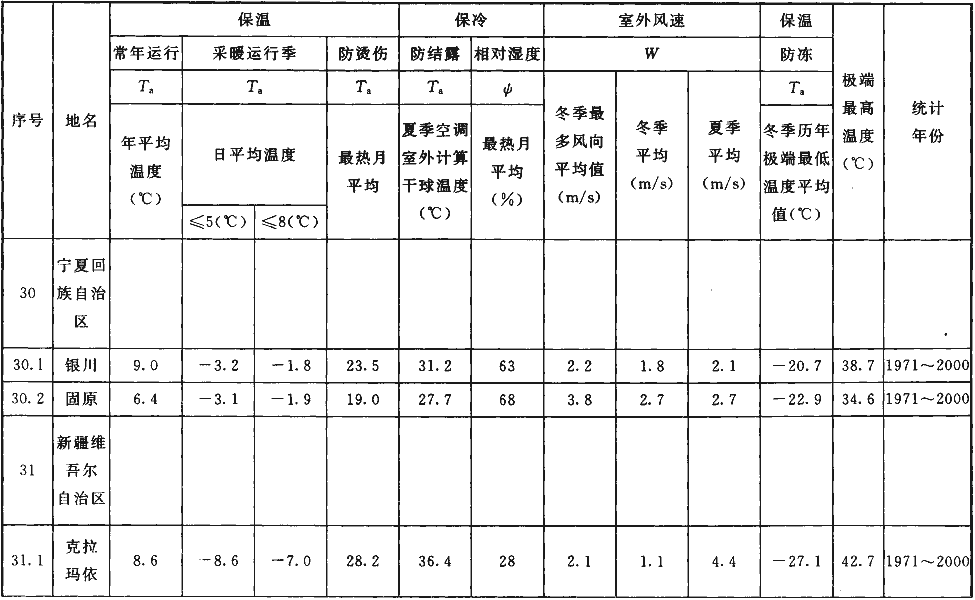 序号 地名 保温 保冷 室外风速 保温 极端最高温度(℃) 统计年份
常年运行 采暖运行季 防烫伤 防结露 相对湿度 W 防冻
Ta Ta Ta Ta ψ Ta
年平均温度(℃) 日平均温度 最热月平均 夏季空调室外计算干球温度(℃) 最热月平均(%) 冬季最多风向平均值(m/s) 冬季平均(m/s) 夏季平均(m/s) 冬季历年极端最低温度平均值(℃)
≤5(℃) ≤8(℃)
30 宁夏回族自治区
30.1 银川 9.0 −3.2 −1.8 23.5 31.2 63 2.2 1.8 2.1 −20.7 38.7 1971～2000
30.2 固原 6.4 −3.1 −1.9 19.0 27.7 68 3.8 2.7 2.7 −22.9 34.6 1971～2000
31 新疆维吾尔自治区
31.1 克拉玛依 8.6 −8.6 −7.0 28.2 36.4 28 2.1 1.1 4.4 −27.1 42.7 1971～2000